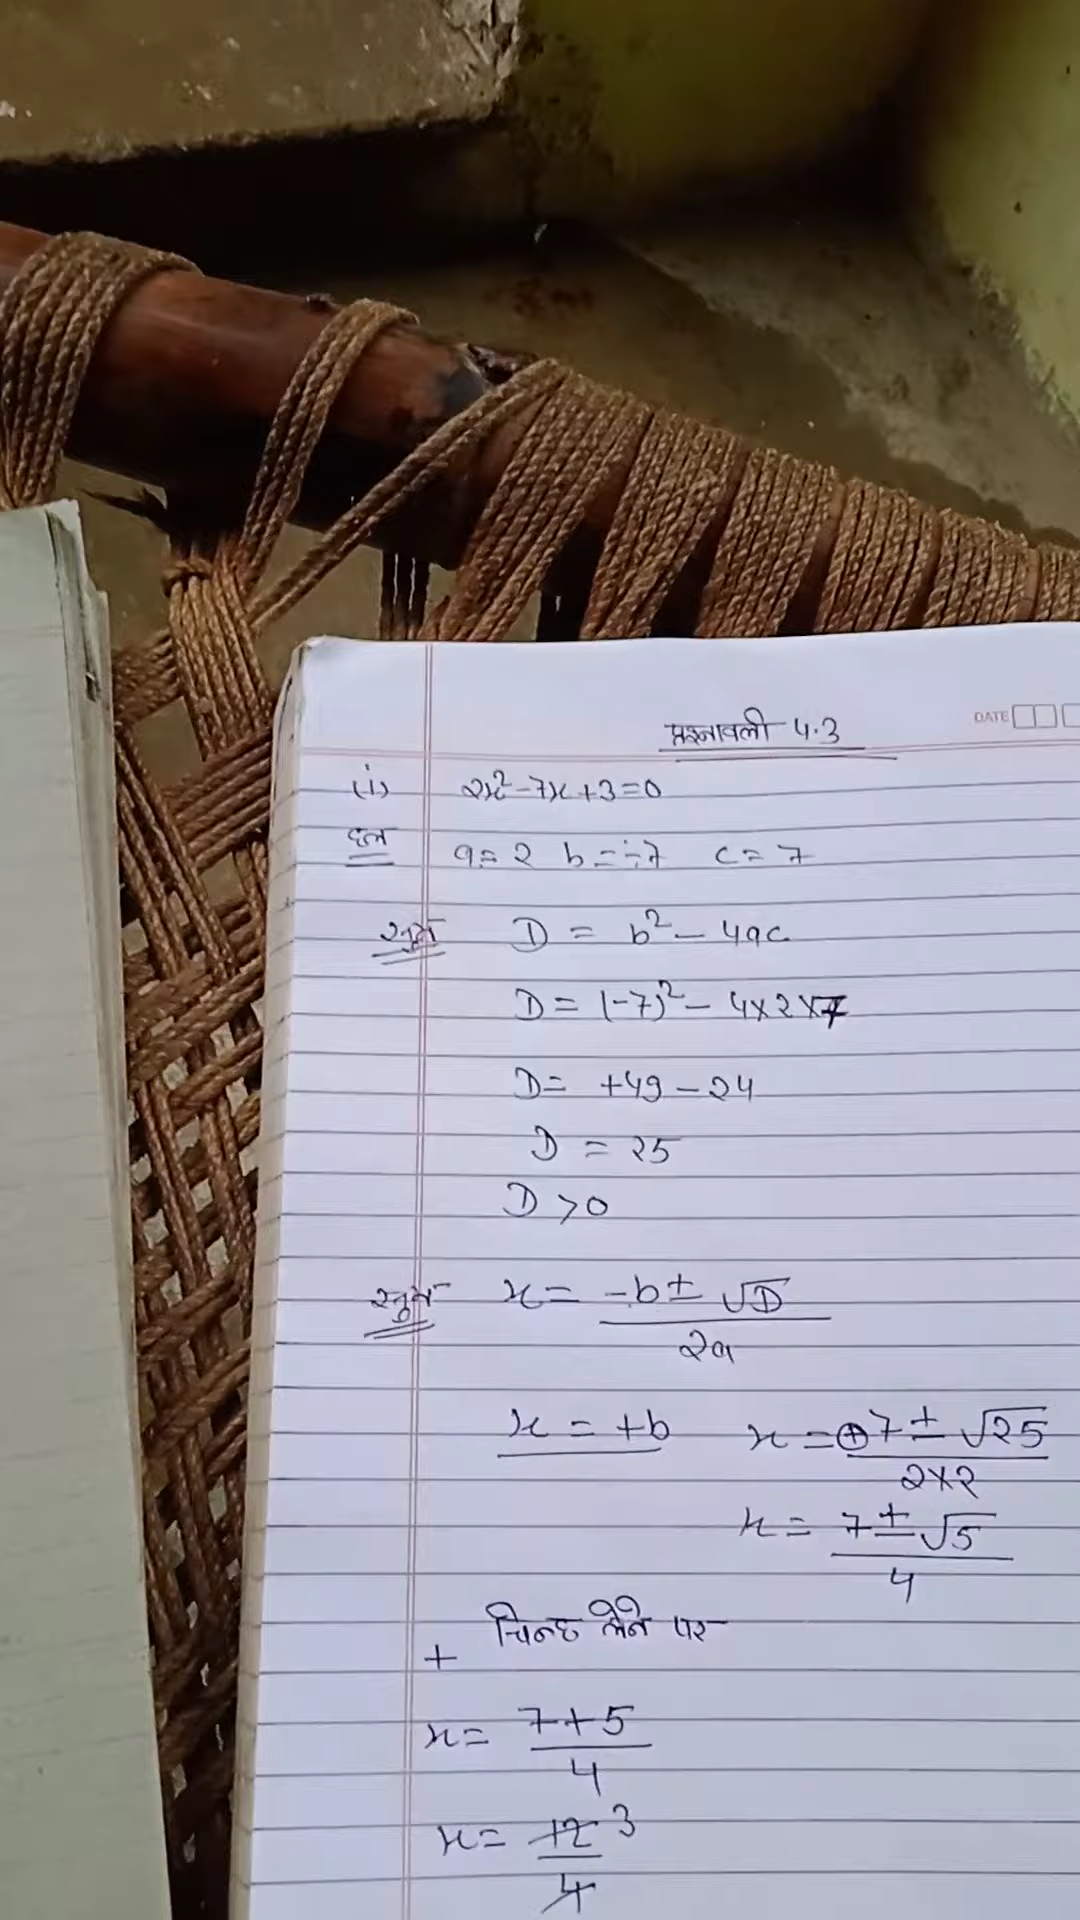 प्रश्नावली 4.3
DATE
(i) 2x² - 7x + 3 = 0
हल a = 2 b = -7 c = 7
सूत्र D = b² - 4ac
D = (-7)² - 4×2×7
D = +49 - 24
D = 25
D > 0
सूत्र x = (-b ± √D)/2a
x = +b x = (+7 ± √25)/(2×2)
x = (7 ± √5)/4
+ चिन्ह लेने पर
x = (7+5)/4
x = 12/4 3